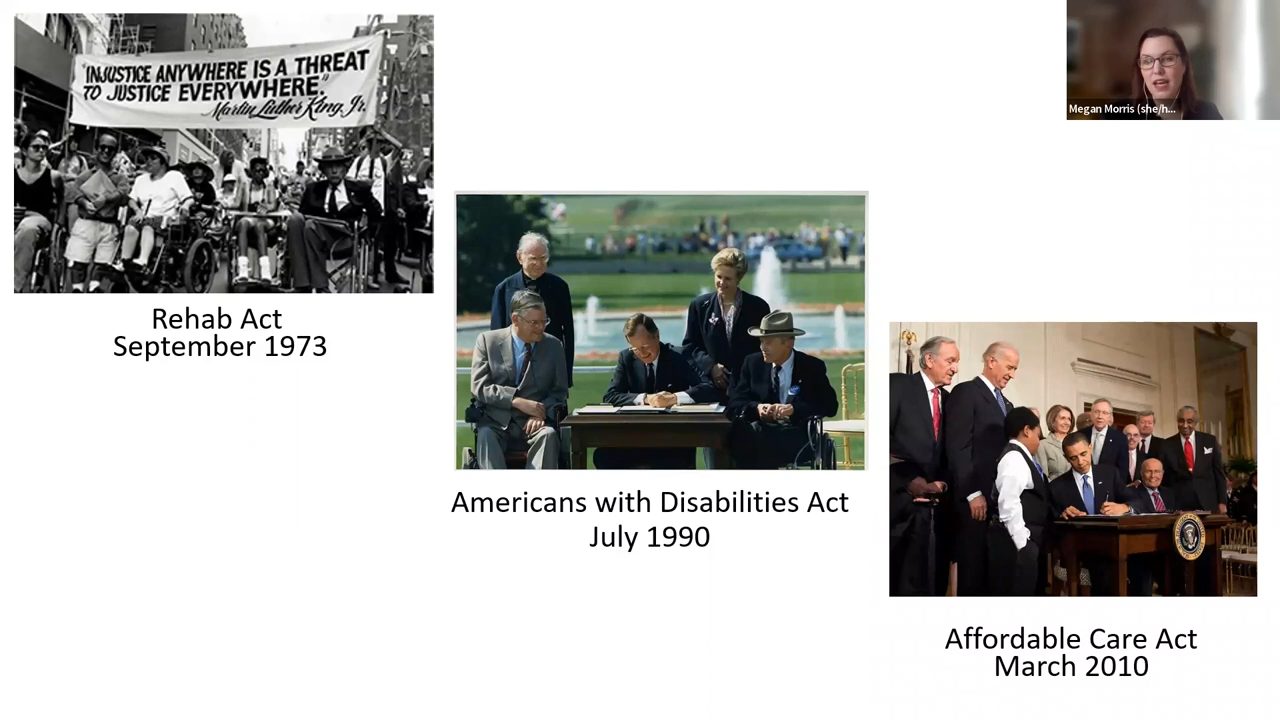 "INJUSTICE ANYWHERE IS A THREAT
TO JUSTICE EVERYWHERE."
Martin Luther King, Jr.
Rehab Act
September 1973
Americans with Disabilities Act
July 1990
Affordable Care Act
March 2010
Megan Morris (she/h...